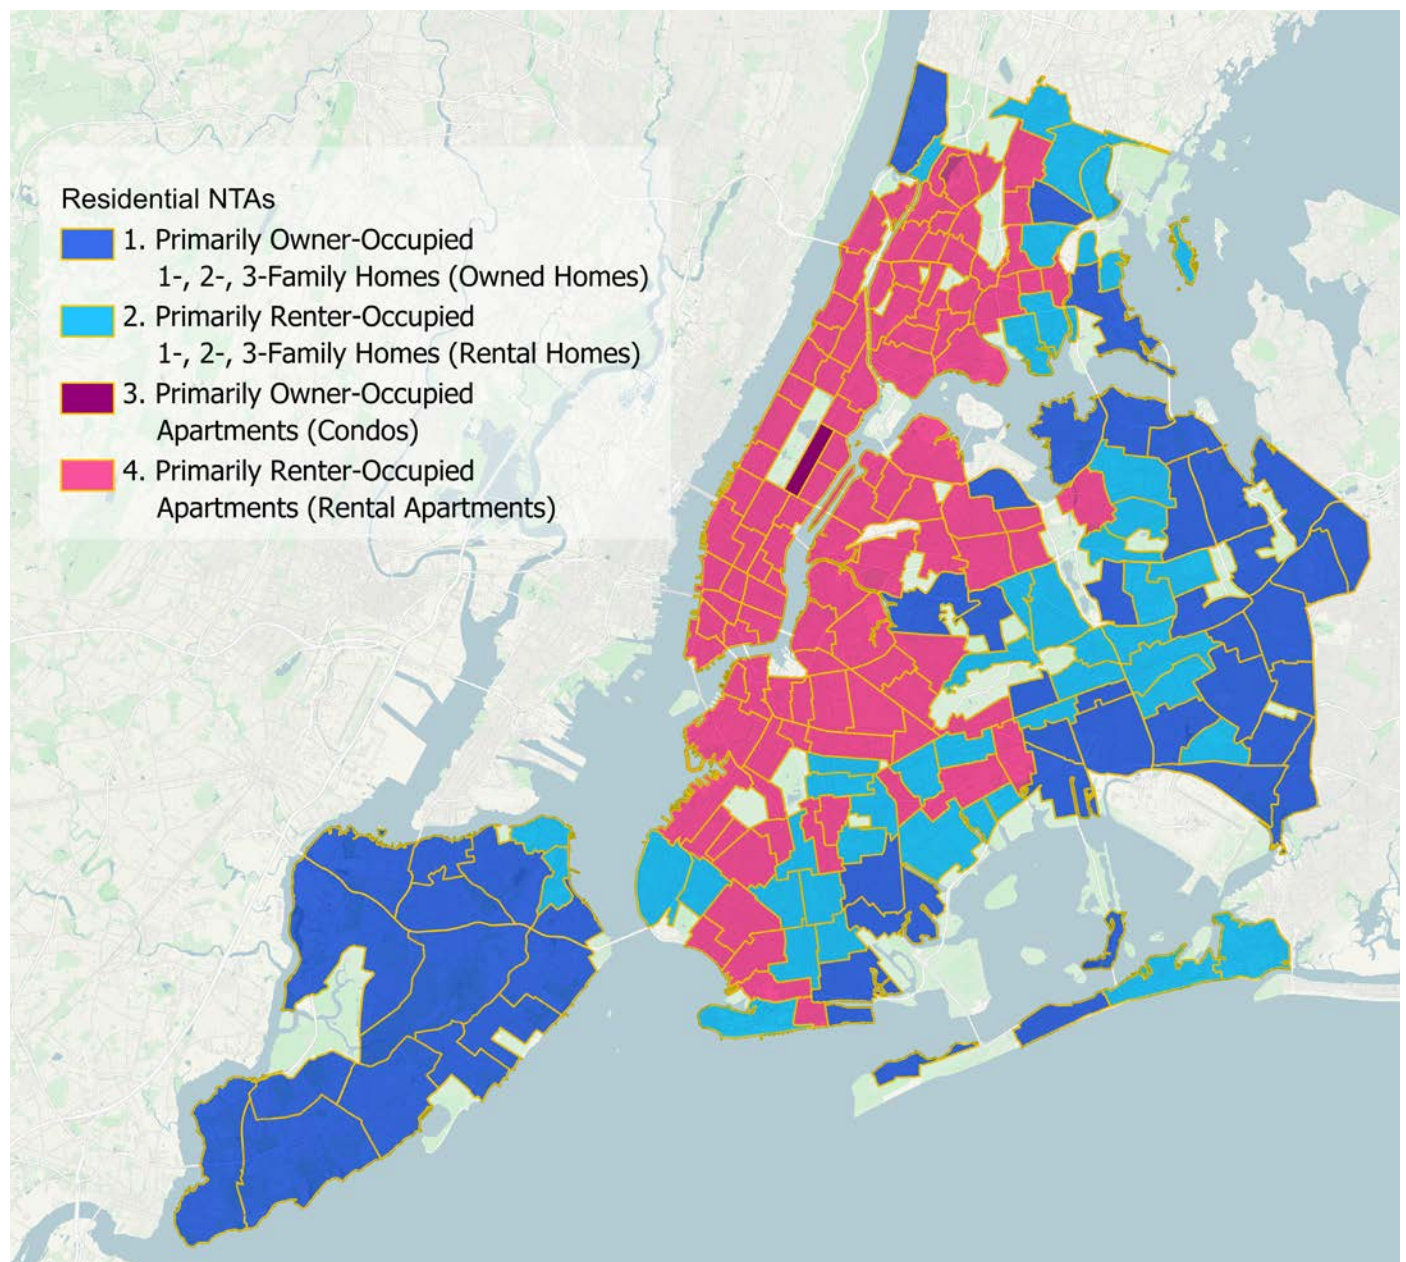 Residential NTAs
1. Primarily Owner-Occupied
1-, 2-, 3-Family Homes (Owned Homes)
2. Primarily Renter-Occupied
1-, 2-, 3-Family Homes (Rental Homes)
3. Primarily Owner-Occupied
Apartments (Condos)
4. Primarily Renter-Occupied
Apartments (Rental Apartments)